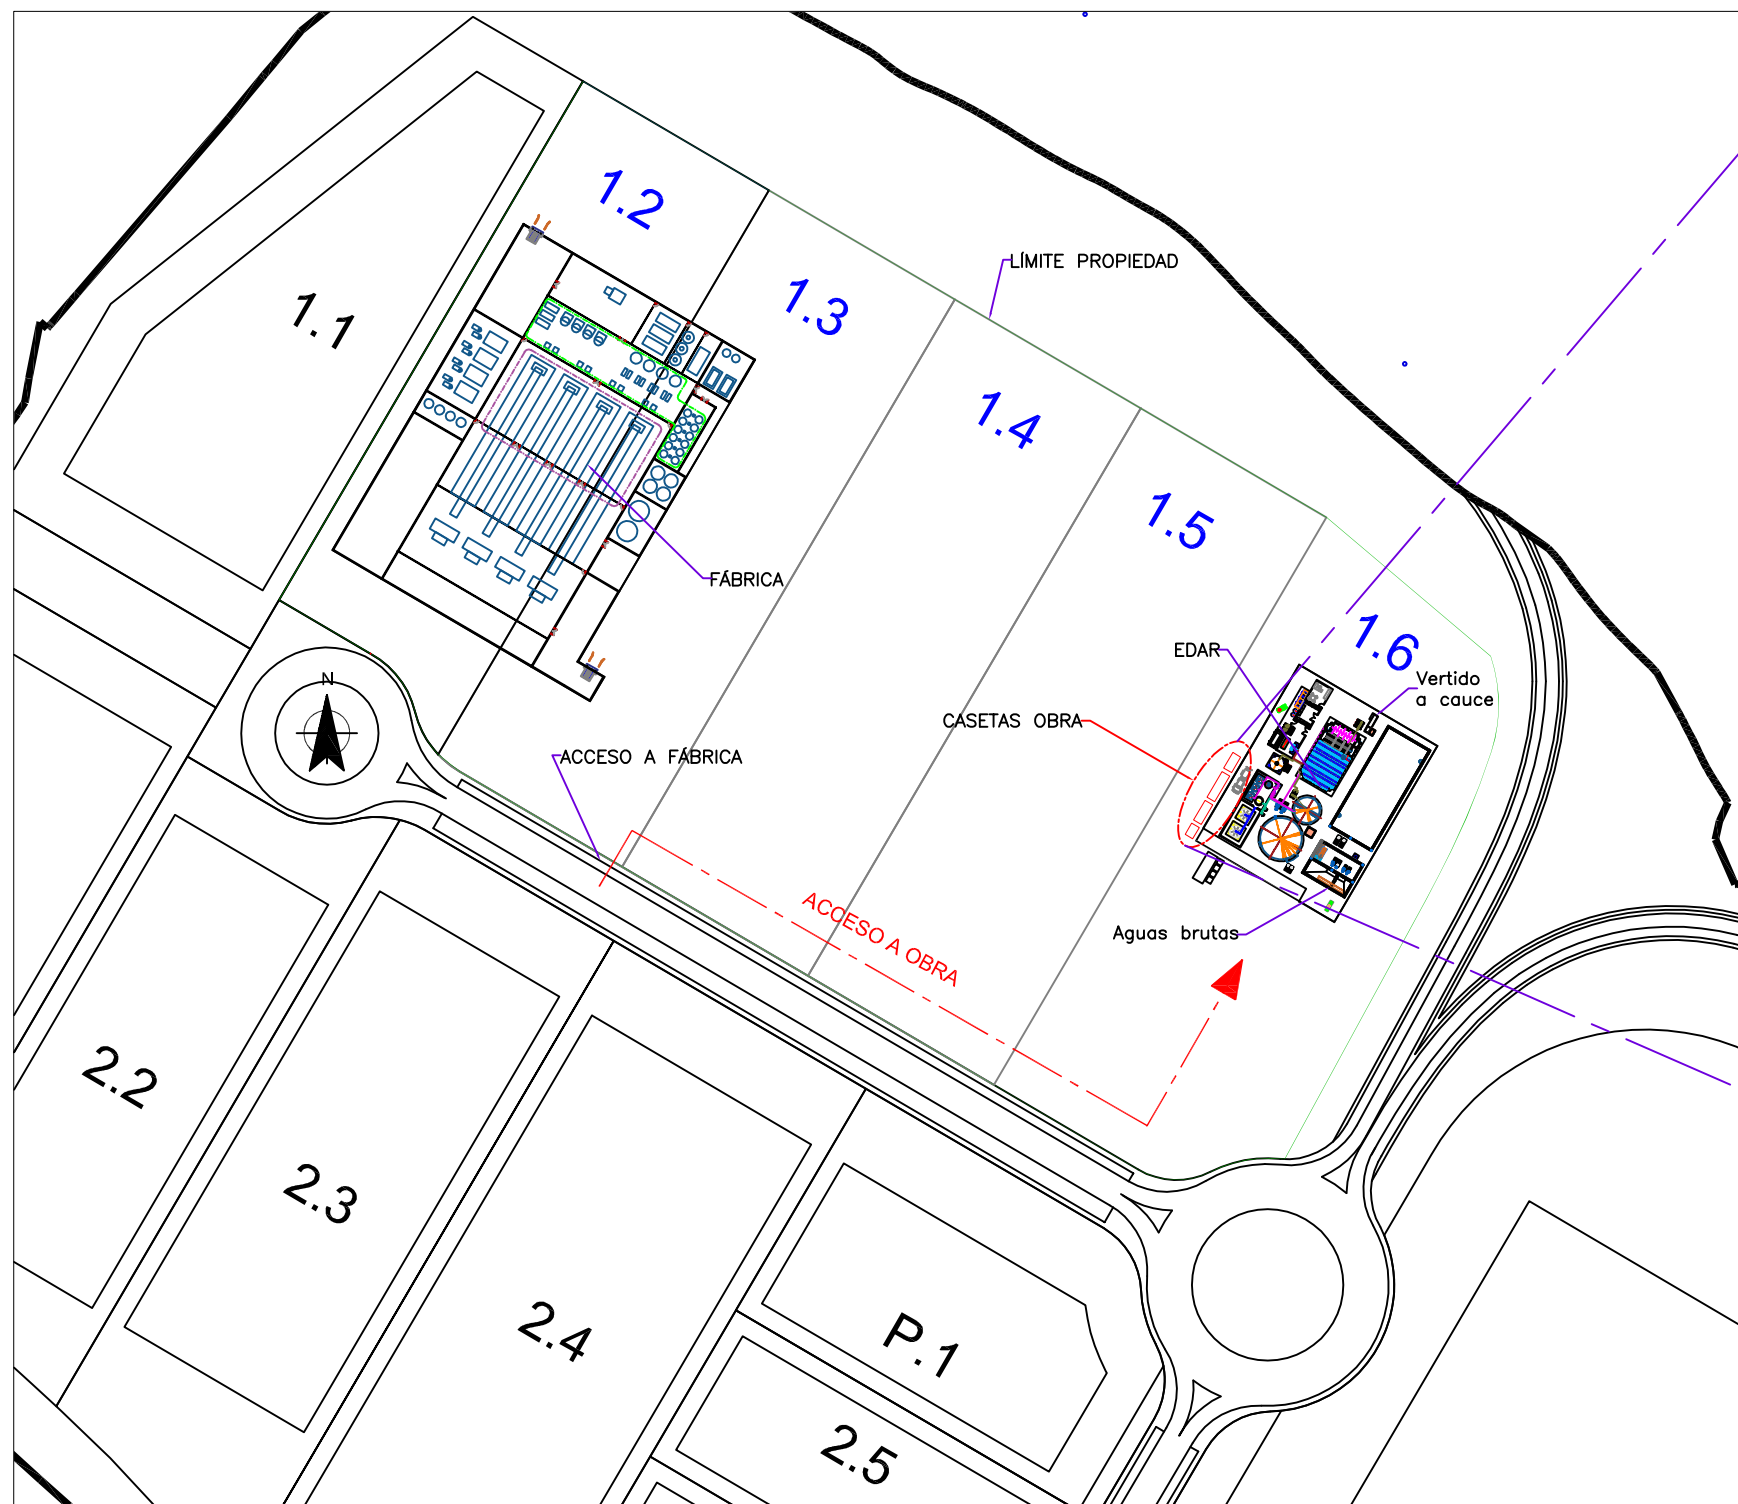 1.2
LÍMITE PROPIEDAD
1.1
1.3
1.4
1.5
FÁBRICA
1.6
EDAR
Vertido
a cauce
N
CASETAS OBRA
ACCESO A FÁBRICA
ACCESO A OBRA
Aguas brutas
2.2
2.3
2.4
P.1
2.5